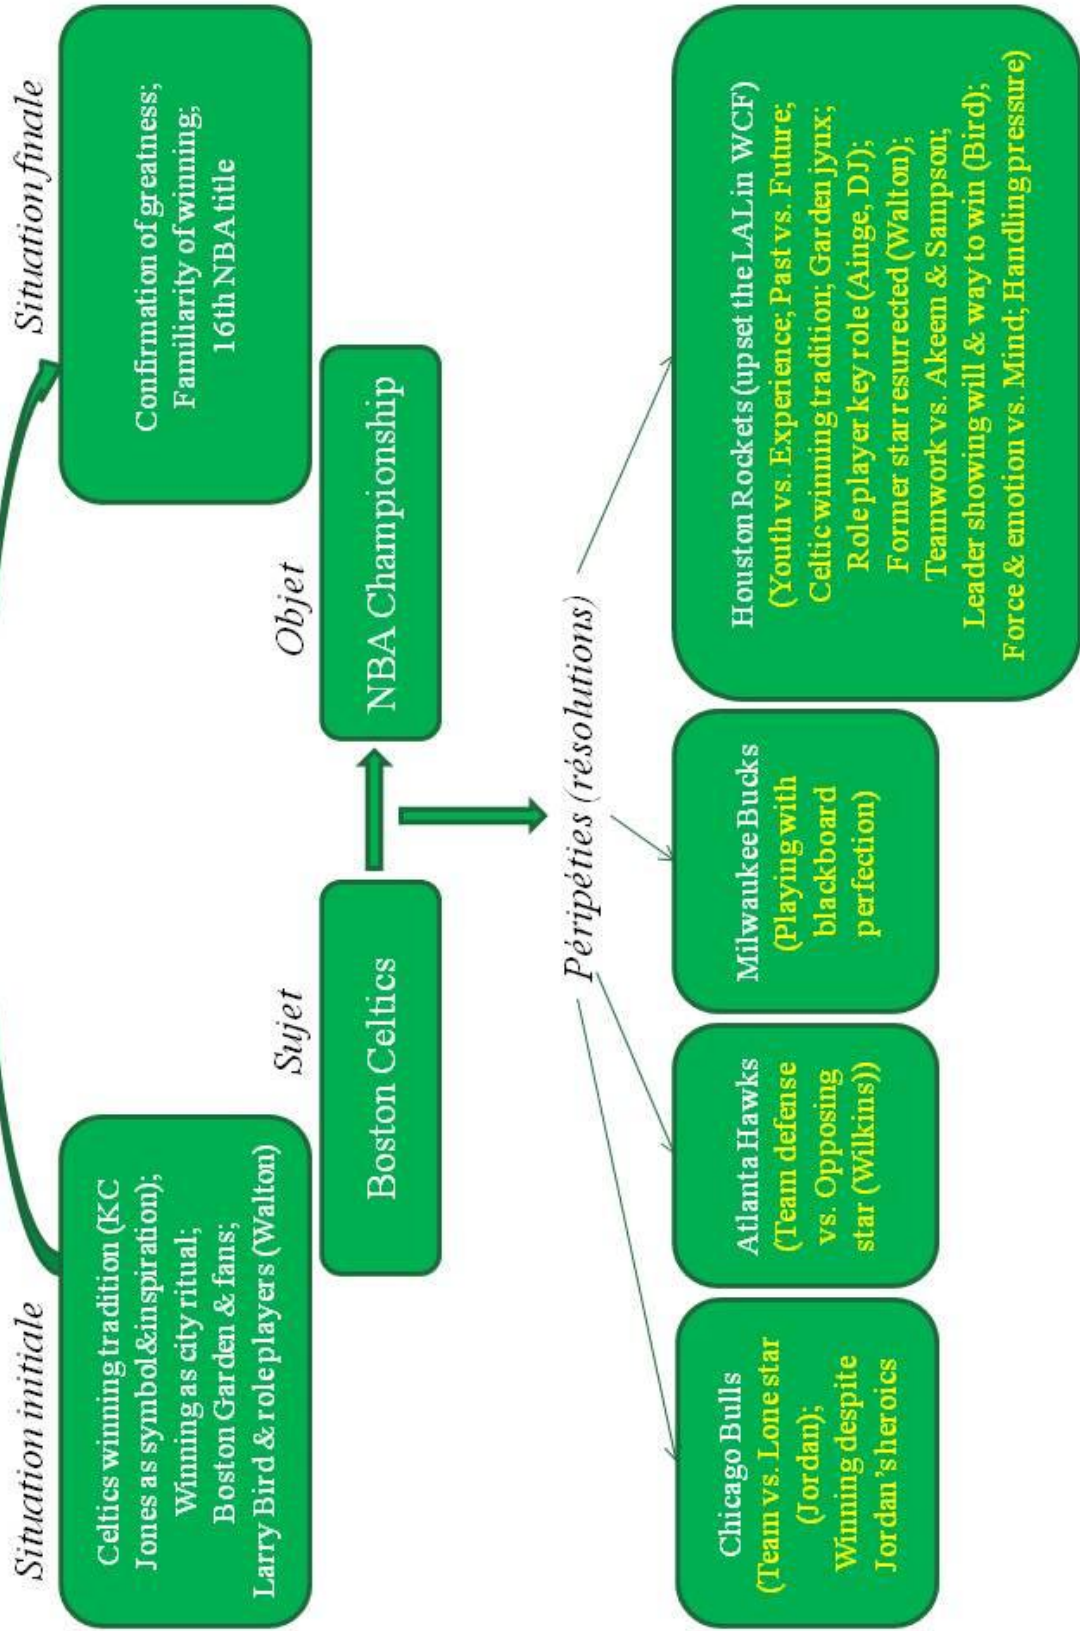 Situation initiale
Celtics winning tradition (KC
Jones as symbol &inspiration);
Winning as city ritual;
Boston Garden & fans;
Larry Bird & role players (Walton)
Situation finale
Confirmation of greatness;
Familiarity of winning;
16th NBA title
Sujet
Boston Celtics
Objet
NBA Championship
Péripéties (résolutions)
Chicago Bulls
(Team vs. Lone star
(Jordan);
Winning despite
Jordan's heroics
Atlanta Hawks
(Team defense
vs. Opposing
star (Wilkins))
Milwaukee Bucks
(Playing with
blackboard
perfection)
Houston Rockets (upset the LAL in WCF)
(Youth vs. Experience; Past vs. Future;
Celtic winning tradition; Garden jynx;
Role player key role (Ainge, DJ);
Former star resurrected (Walton);
Teamwork vs. Akeem & Sampson;
Leader showing will & way to win (Bird);
Force & emotion vs. Mind; Handling pressure)